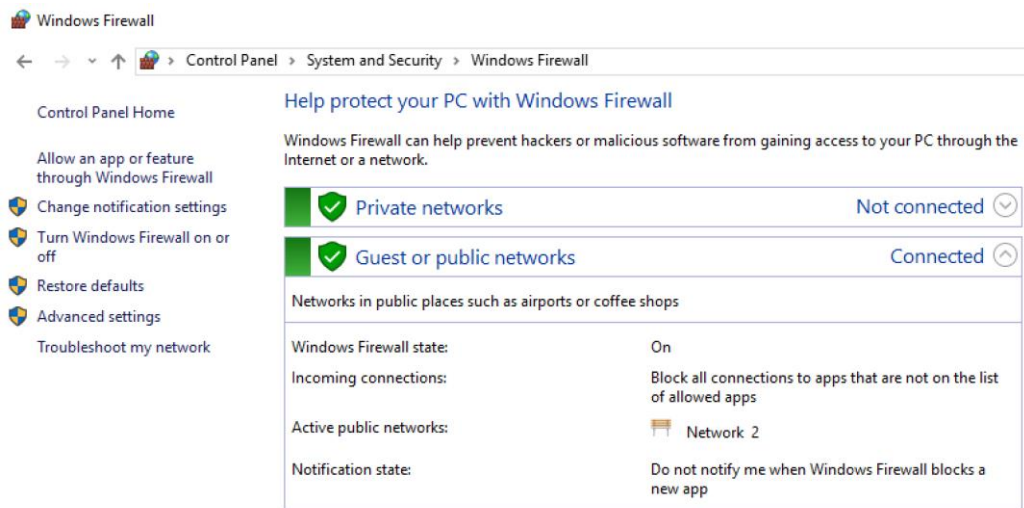 Windows Firewall
Control Panel > System and Security > Windows Firewall
Control Panel Home
Allow an app or feature
through Windows Firewall
Change notification settings
Turn Windows Firewall on or
off
Restore defaults
Advanced settings
Troubleshoot my network
Help protect your PC with Windows Firewall
Windows Firewall can help prevent hackers or malicious software from gaining access to your PC through the
Internet or a network.
Private networks Not connected
Guest or public networks Connected
Networks in public places such as airports or coffee shops
Windows Firewall state: On
Incoming connections: Block all connections to apps that are not on the list
of allowed apps
Active public networks: Network 2
Notification state: Do not notify me when Windows Firewall blocks a
new app